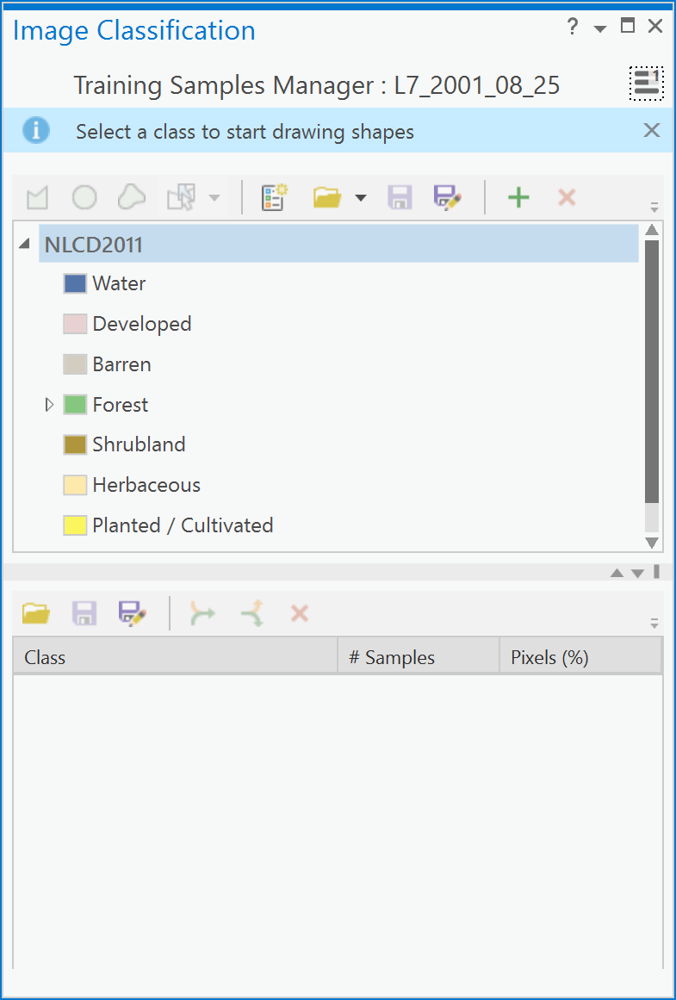 Image Classification
?
Training Samples Manager : L7_2001_08_25
1
i
Select a class to start drawing shapes
NLCD2011
Water
Developed
Barren
Forest
Shrubland
Herbaceous
Planted / Cultivated
Class # Samples Pixels (%)